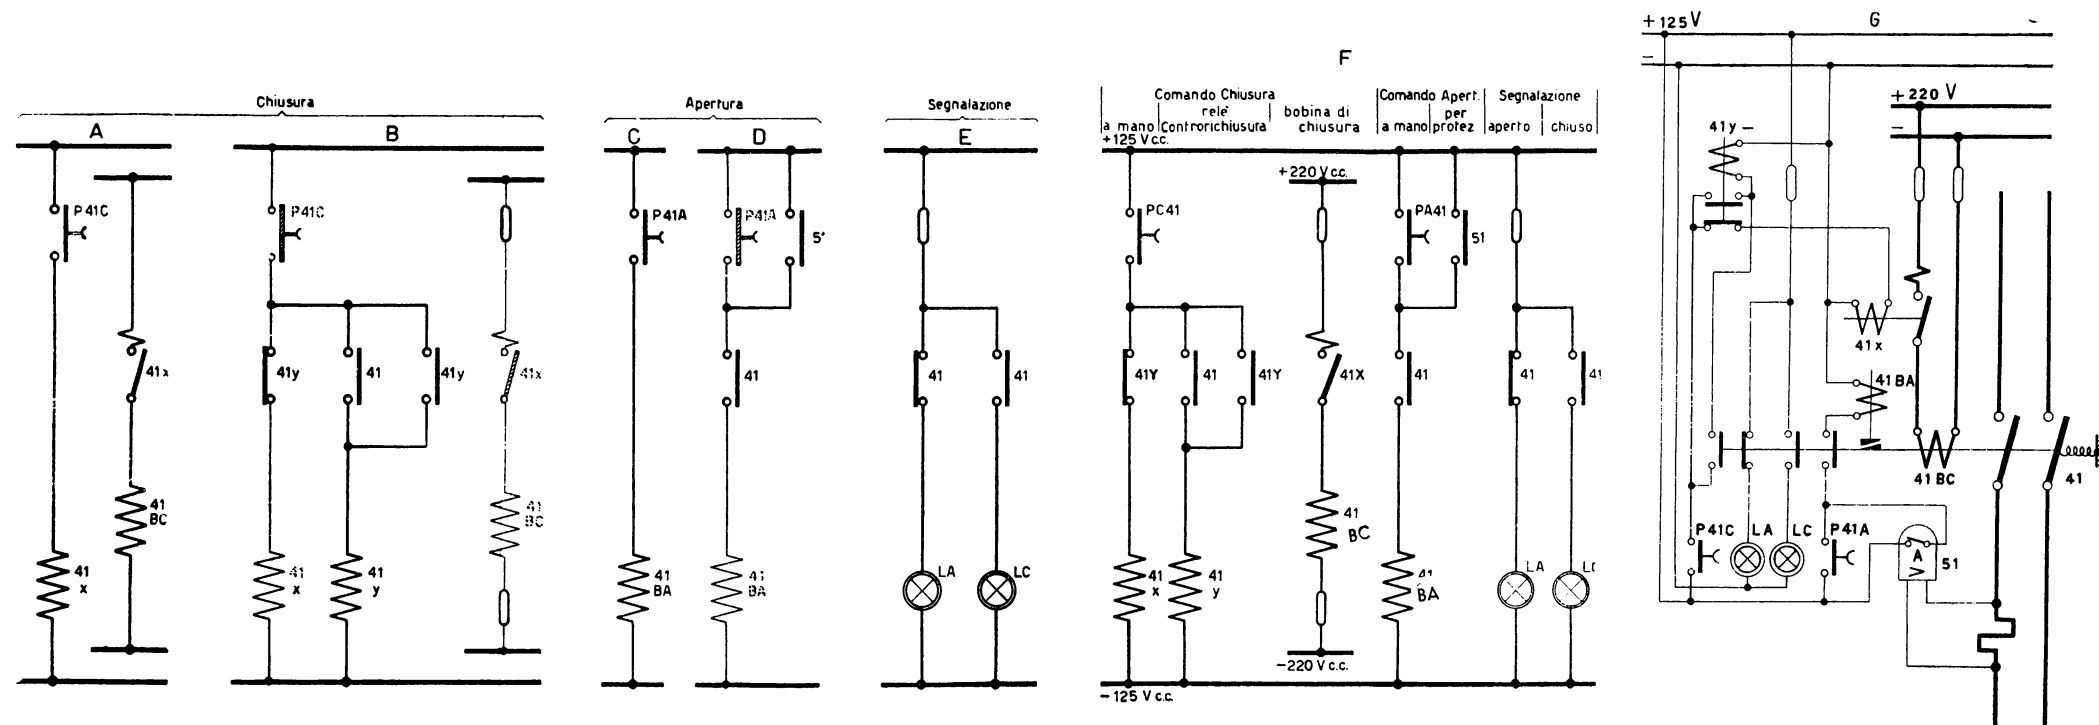 Chiusura
A
B
P41C
41x
41
BC
41
x
P41C
41y
41
41y
41x
41
BC
41
x
41
y
Apertura
C
D
P41A
P41A
41
41
BA
41
BA
Segnalazione
E
41
41
LA
LC
F
Comando Chiusura
relè
a mano
Controrichiusura
bobina di
chiusura
Comando Apert.
per
a mano
protez
Segnalazione
aperto
chiuso
+125 V c.c.
+220 V c.c.
PC41
PA41
51
41Y
41
41Y
41X
41
41
41
41
BC
41
x
41
y
41
BA
LA
-220 V c.c.
-125 V c.c.
+125 V
G
-
-
+220 V
-
41y -
41x
41 BA
41 BC
41
P41C
LA
LC
P41A
A
>
51